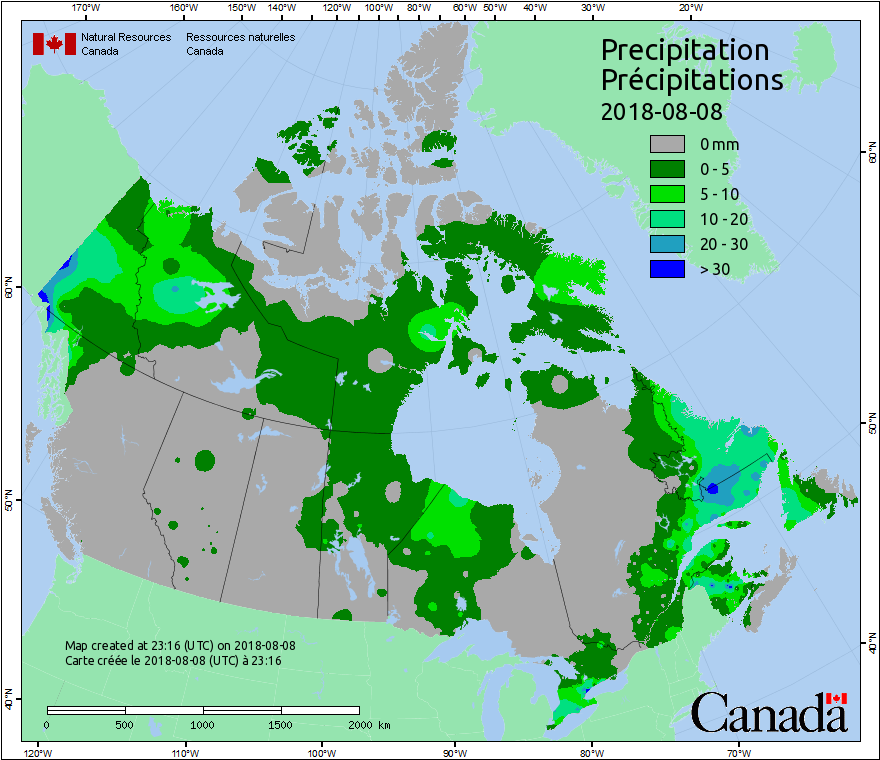 170°W 160°W 150°W 140°W 130°W 120°W 110°W 100°W 90°W 80°W 70°W 60°W 50°W 40°W 30°W 20°W
Natural Resources Canada
Ressources naturelles Canada
Precipitation
Précipitations
2018-08-08
0 mm
0 - 5
5 - 10
10 - 20
20 - 30
> 30
60°N
60°N
50°N
50°N
40°N
40°N
Map created at 23:16 (UTC) on 2018-08-08
Carte créée le 2018-08-08 (UTC) à 23:16
0 500 1000 1500 2000 km
Canada
120°W 110°W 100°W 90°W 80°W 70°W